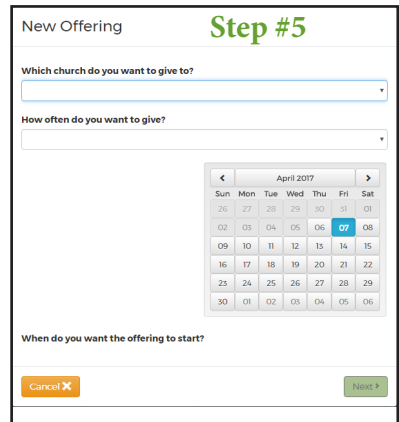 New Offering Step #5
Which church do you want to give to?
How often do you want to give?
April 2017
Sun Mon Tue Wed Thu Fri Sat
26 27 28 29 30 31 01
02 03 04 05 06 07 08
09 10 11 12 13 14 15
16 17 18 19 20 21 22
23 24 25 26 27 28 29
30 01 02 03 04 05 06
When do you want the offering to start?
Cancel Next